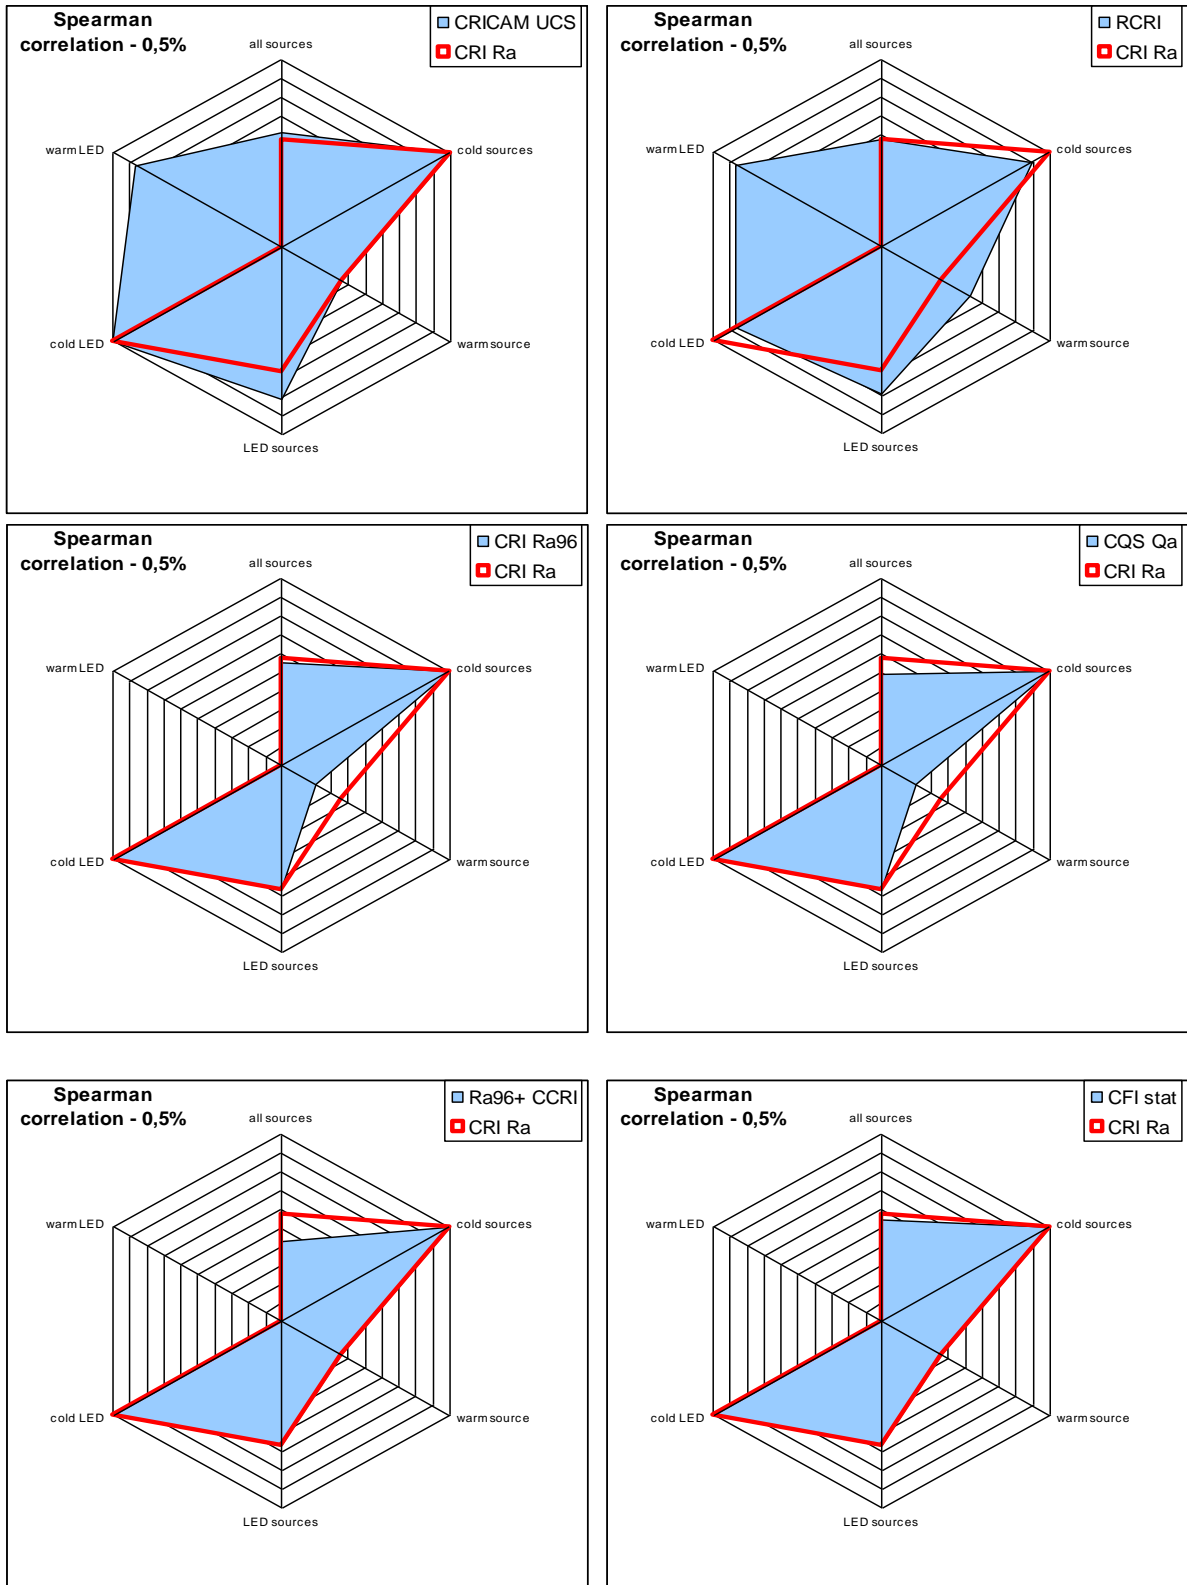 Spearman
correlation - 0,5%
CRICAM UCS
CRI Ra
all sources
warm LED
cold sources
cold LED
warm source
LED sources
Spearman
correlation - 0,5%
RCRI
CRI Ra
all sources
warm LED
cold sources
cold LED
warm source
LED sources
Spearman
correlation - 0,5%
CRI Ra96
CRI Ra
all sources
warm LED
cold sources
cold LED
warm source
LED sources
Spearman
correlation - 0,5%
CQS Qa
CRI Ra
all sources
warm LED
cold sources
cold LED
warm source
LED sources
Spearman
correlation - 0,5%
Ra96+ CCRI
CRI Ra
all sources
warm LED
cold sources
cold LED
warm source
LED sources
Spearman
correlation - 0,5%
CFI stat
CRI Ra
all sources
warm LED
cold sources
cold LED
warm source
LED sources